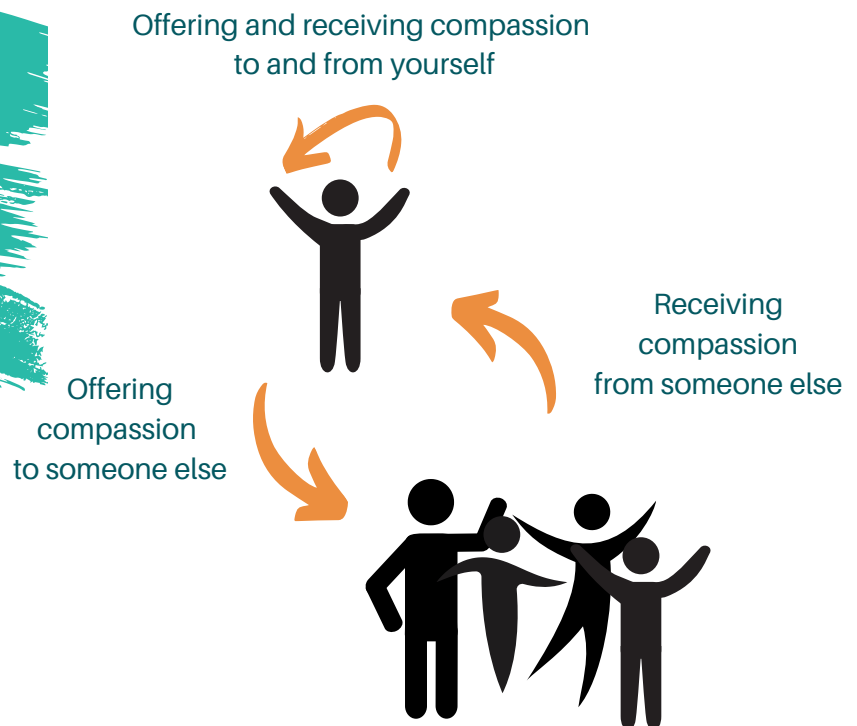 Offering and receiving compassion
to and from yourself
Receiving
compassion
from someone else
Offering
compassion
to someone else